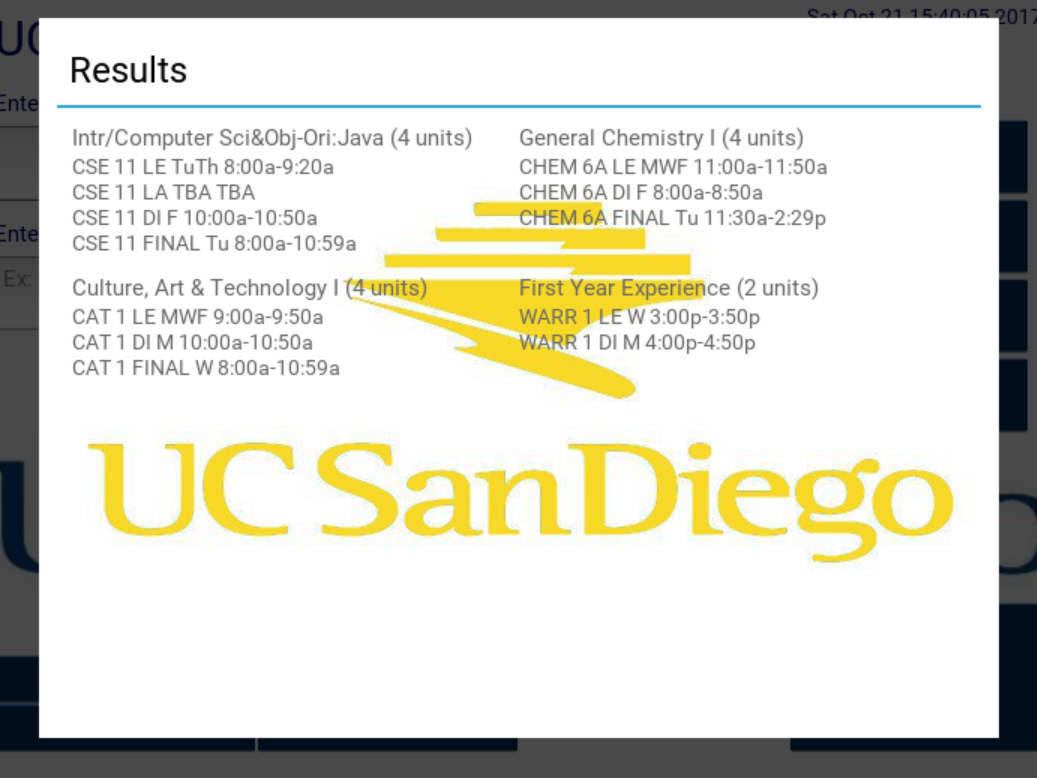 Sat Oct 21 15:40:05 2017
UC
Results
Ente
Intr/Computer Sci&Obj-Ori:Java (4 units)
CSE 11 LE TuTh 8:00a-9:20a
CSE 11 LA TBA TBA
CSE 11 DI F 10:00a-10:50a
CSE 11 FINAL Tu 8:00a-10:59a
General Chemistry I (4 units)
CHEM 6A LE MWF 11:00a-11:50a
CHEM 6A DI F 8:00a-8:50a
CHEM 6A FINAL Tu 11:30a-2:29p
Ente
Ex:
Culture, Art & Technology I (4 units)
CAT 1 LE MWF 9:00a-9:50a
CAT 1 DI M 10:00a-10:50a
CAT 1 FINAL W 8:00a-10:59a
First Year Experience (2 units)
WARR 1 LE W 3:00p-3:50p
WARR 1 DI M 4:00p-4:50p
UC San Diego